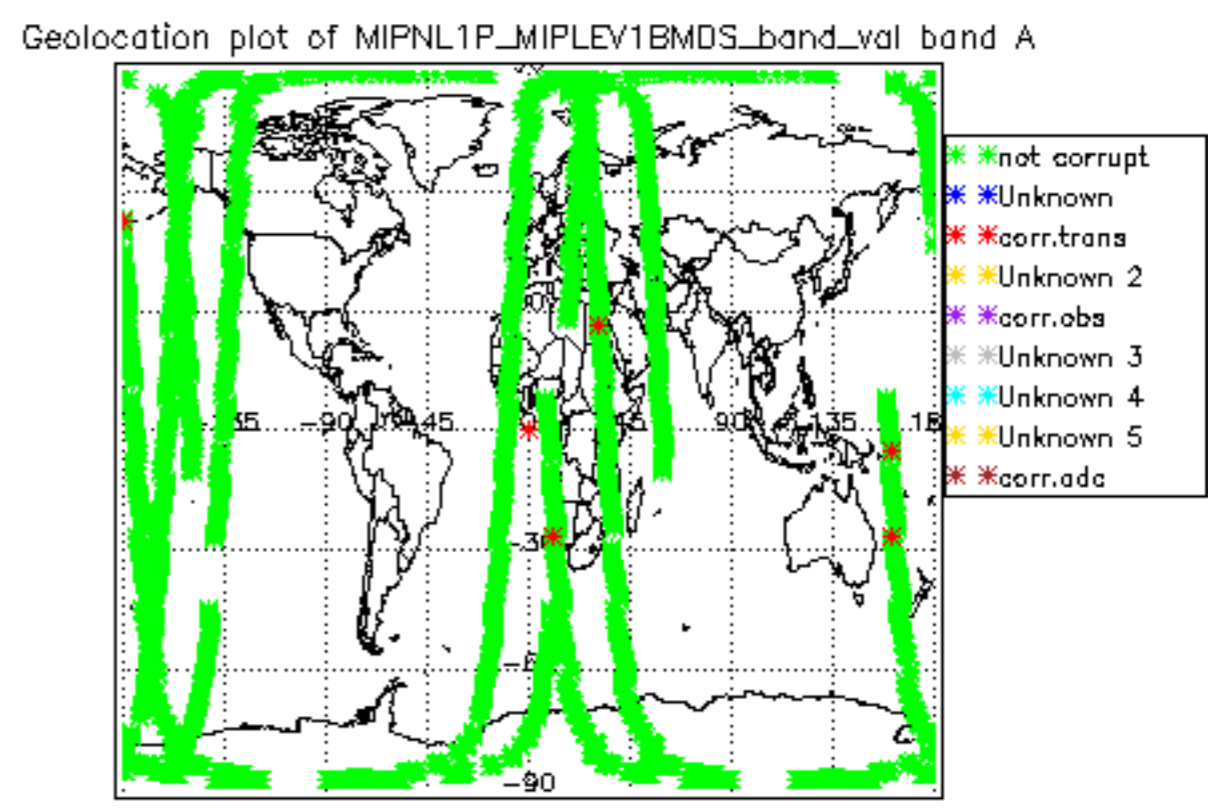 Geolocation plot of MIPNL1P_MIPLEV1BMDS_band_val band A
not corrupt
Unknown
corr.trans
Unknown 2
corr.obs
Unknown 3
Unknown 4
Unknown 5
corr.adc
-90
-45
90
135
-90